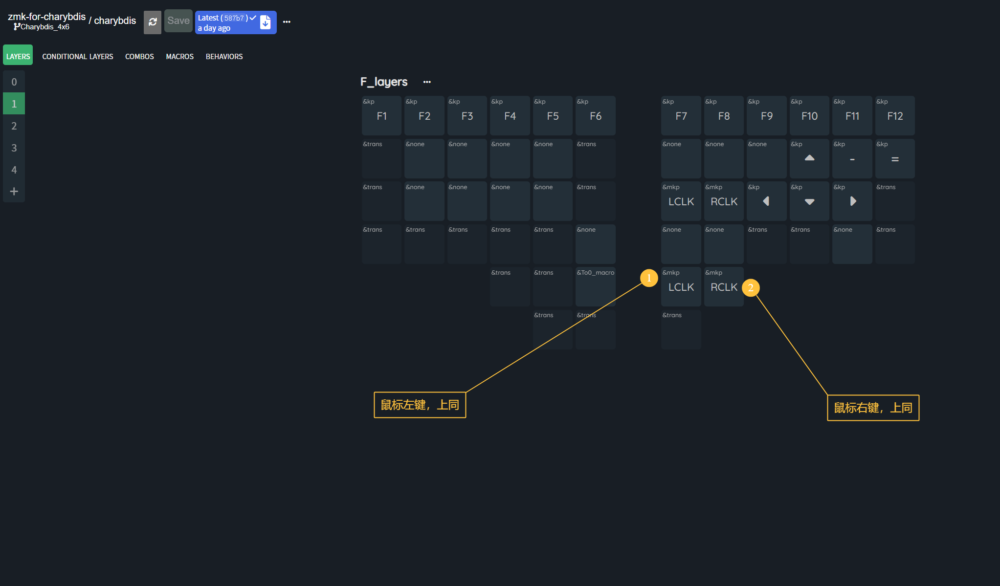 zmk-for-charybdis / charybdis
Charybdis_4x6
Save
Latest (587b7)
a day ago
LAYERS CONDITIONAL LAYERS COMBOS MACROS BEHAVIORS
0
1
2
3
4
+
F_layers ...
&kp &kp &kp &kp &kp &kp &kp &kp &kp &kp &kp &kp
F1 F2 F3 F4 F5 F6 F7 F8 F9 F10 F11 F12
&trans &none &none &none &none &trans &none &none &none &kp &kp &kp
- =
&trans &none &none &none &none &trans &mkp &mkp &kp &kp &kp &trans
LCLK RCLK
&trans &trans &trans &trans &trans &none &none &none &trans &trans &none &trans
&trans &trans &To0_macro 1 &mkp &mkp
LCLK RCLK 2
&trans &trans &trans
鼠标左键，上同
鼠标右键，上同